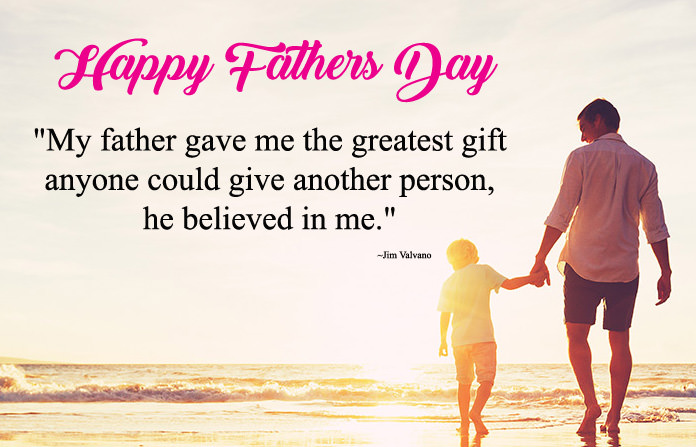 Happy Fathers Day
"My father gave me the greatest gift
anyone could give another person,
he believed in me."
~Jim Valvano